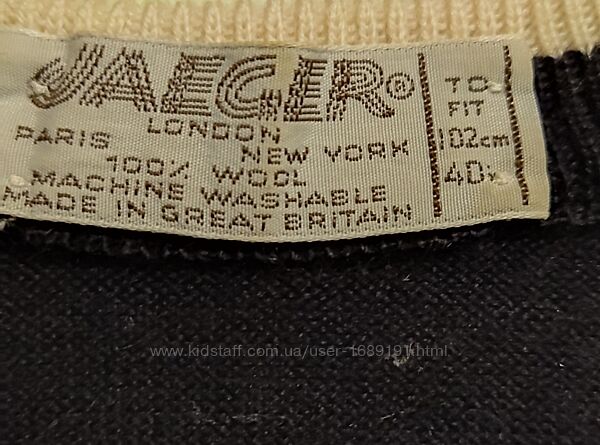 JAEGER®
PARIS LONDON NEW YORK
100% WOOL
MACHINE WASHABLE
MADE IN GREAT BRITAIN
TO
FIT
102cm
40"
www.kidstaff.com.ua/user-1689191.html